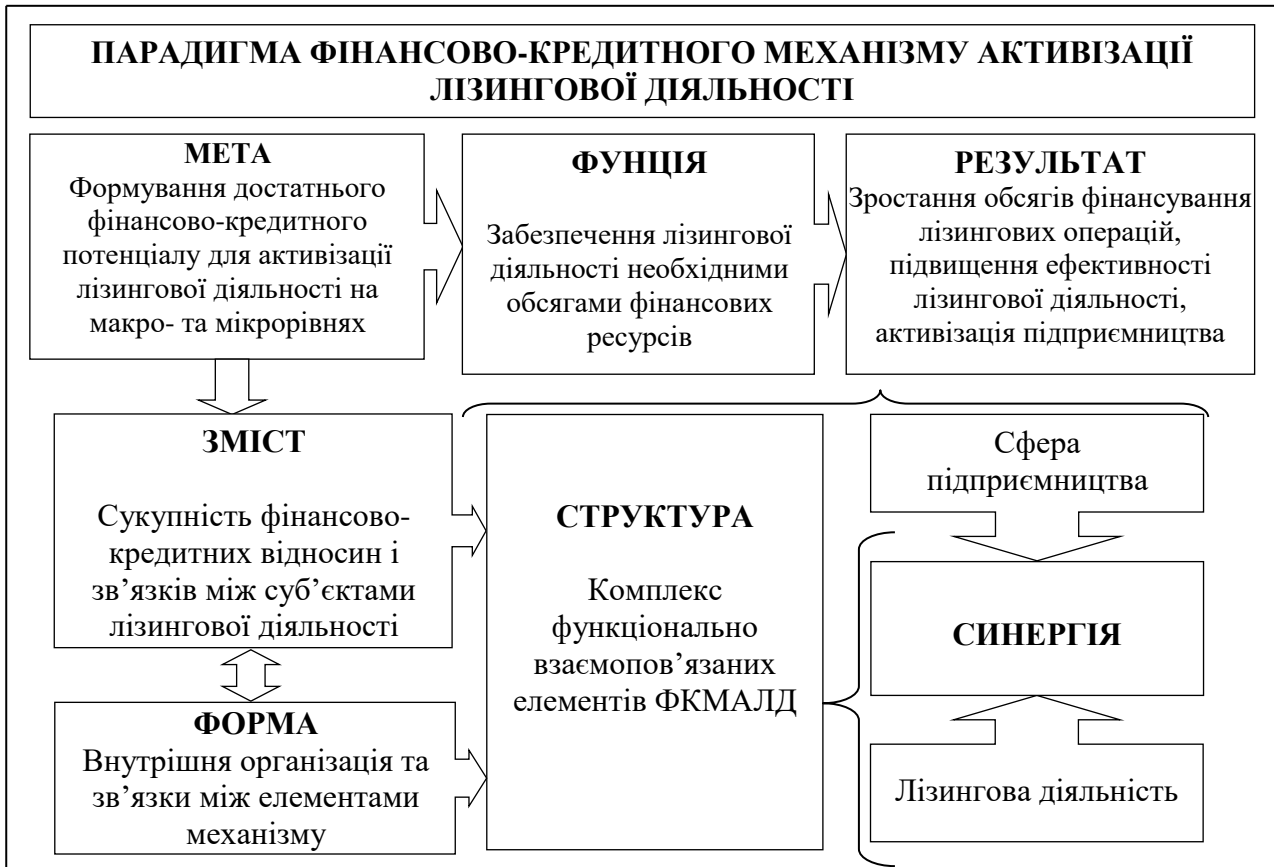 ПАРАДИГМА ФІНАНСОВО-КРЕДИТНОГО МЕХАНІЗМУ АКТИВІЗАЦІЇ
ЛІЗИНГОВОЇ ДІЯЛЬНОСТІ
МЕТА
Формування достатнього
фінансово-кредитного
потенціалу для активізації
лізингової діяльності на
макро- та мікрорівнях
ФУНЦІЯ
Забезпечення лізингової
діяльності необхідними
обсягами фінансових
ресурсів
РЕЗУЛЬТАТ
Зростання обсягів фінансування
лізингових операцій,
підвищення ефективності
лізингової діяльності,
активізація підприємництва
ЗМІСТ
Сукупність фінансово-
кредитних відносин і
зв’язків між суб’єктами
лізингової діяльності
ФОРМА
Внутрішня організація та
зв’язки між елементами
механізму
СТРУКТУРА
Комплекс
функціонально
взаємопов’язаних
елементів ФКМАЛД
Сфера
підприємництва
СИНЕРГІЯ
Лізингова діяльність